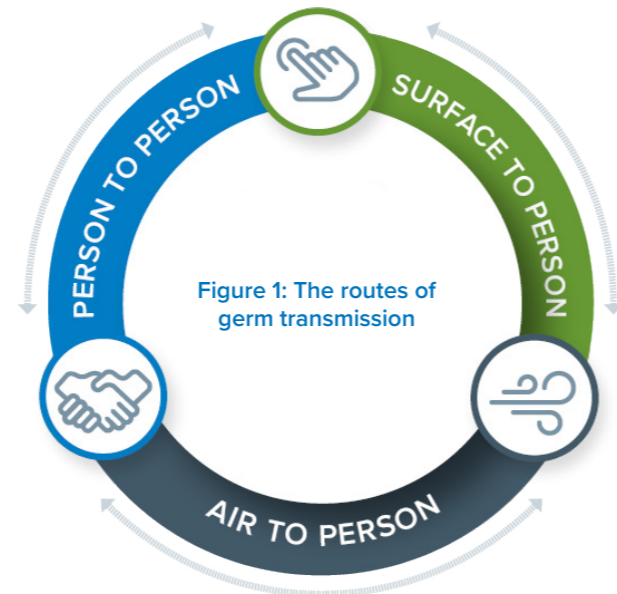 PERSON TO PERSON
SURFACE TO PERSON
Figure 1: The routes of
germ transmission
AIR TO PERSON